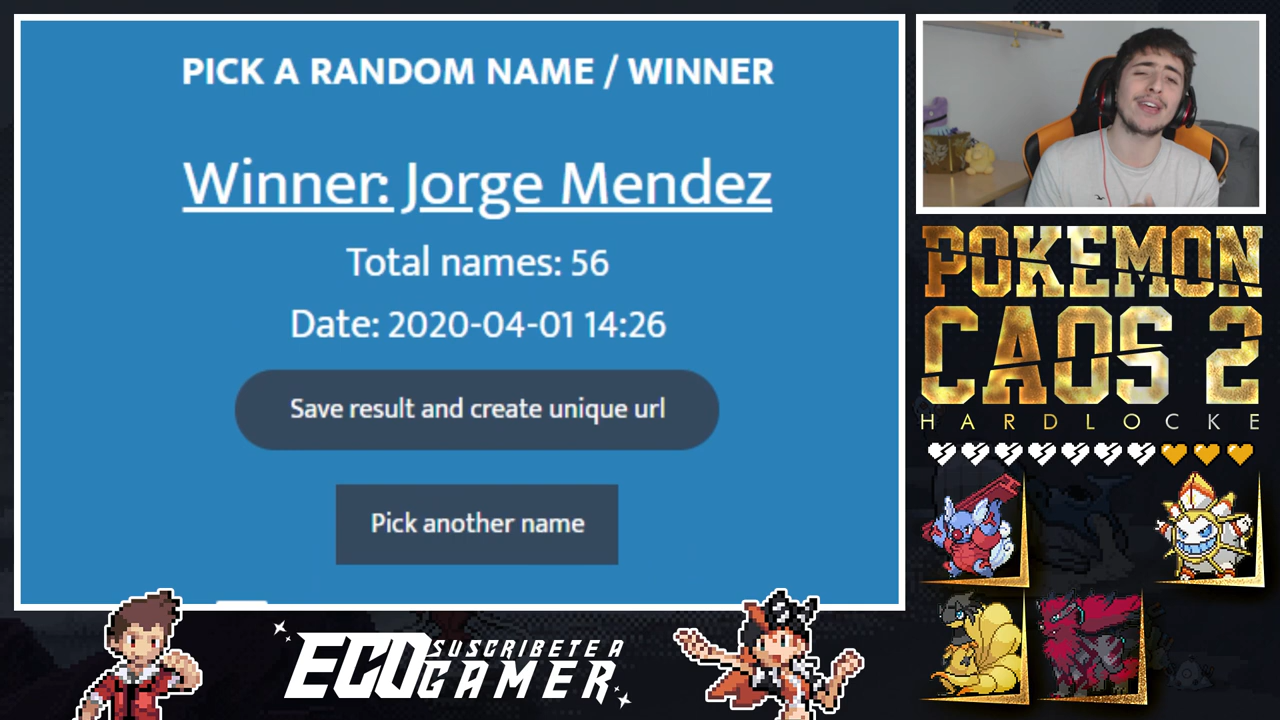 PICK A RANDOM NAME / WINNER
Winner: Jorge Mendez
Total names: 56
Date: 2020-04-01 14:26
Save result and create unique url
Pick another name
POKEMON
CAOS 2
HARDLOCKE
SUSCRIBETE A
EGO GAMER